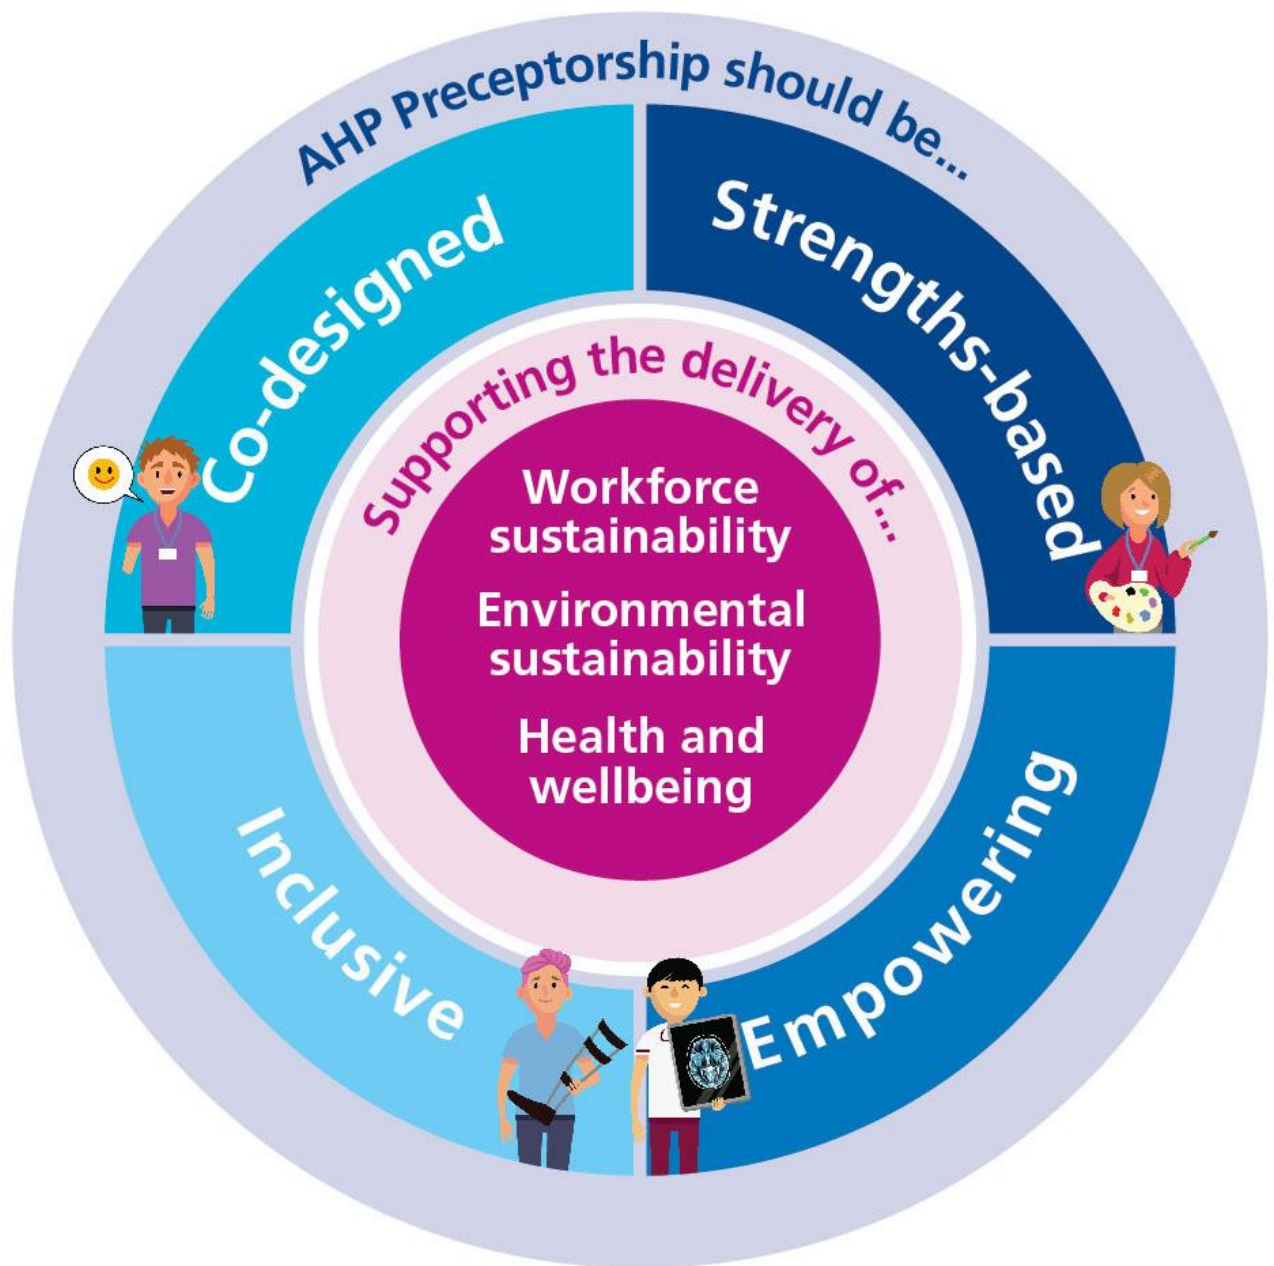 AHP Preceptorship should be...
Co-designed
Strengths-based
Inclusive
Empowering
Supporting the delivery of...
Workforce
sustainability
Environmental
sustainability
Health and
wellbeing